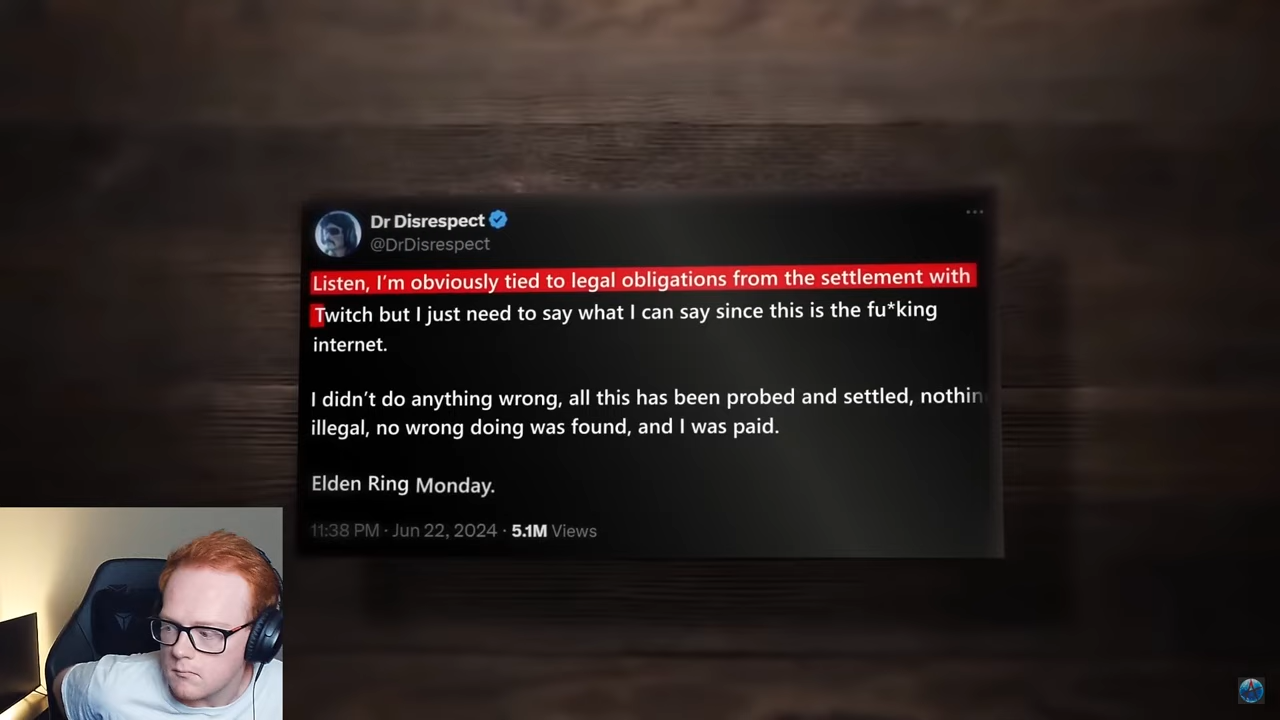 Dr Disrespect
@DrDisrespect
Listen, I'm obviously tied to legal obligations from the settlement with
Twitch but I just need to say what I can say since this is the fu*king
internet.
I didn't do anything wrong, all this has been probed and settled, nothin
illegal, no wrong doing was found, and I was paid.
Elden Ring Monday.
11:38 PM · Jun 22, 2024 · 5.1M Views